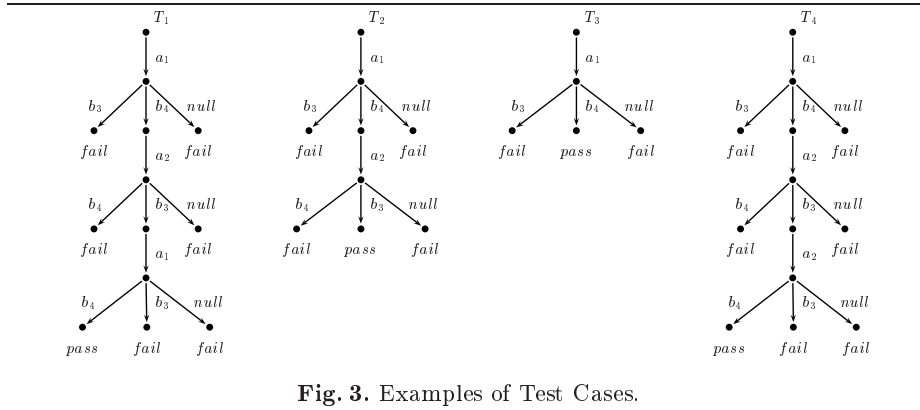 T₁ T₂ T₃ T₄
a₁ a₁ a₁ a₁
b₃ b₄ null b₃ b₄ null b₃ b₄ null b₃ b₄ null
fail fail fail fail fail pass fail fail fail
a₂ a₂ a₂
b₄ b₃ null b₄ b₃ null b₄ b₃ null
fail fail fail pass fail fail fail
a₁ a₂
b₄ b₃ null b₄ b₃ null
pass fail fail pass fail fail
Fig. 3. Examples of Test Cases.